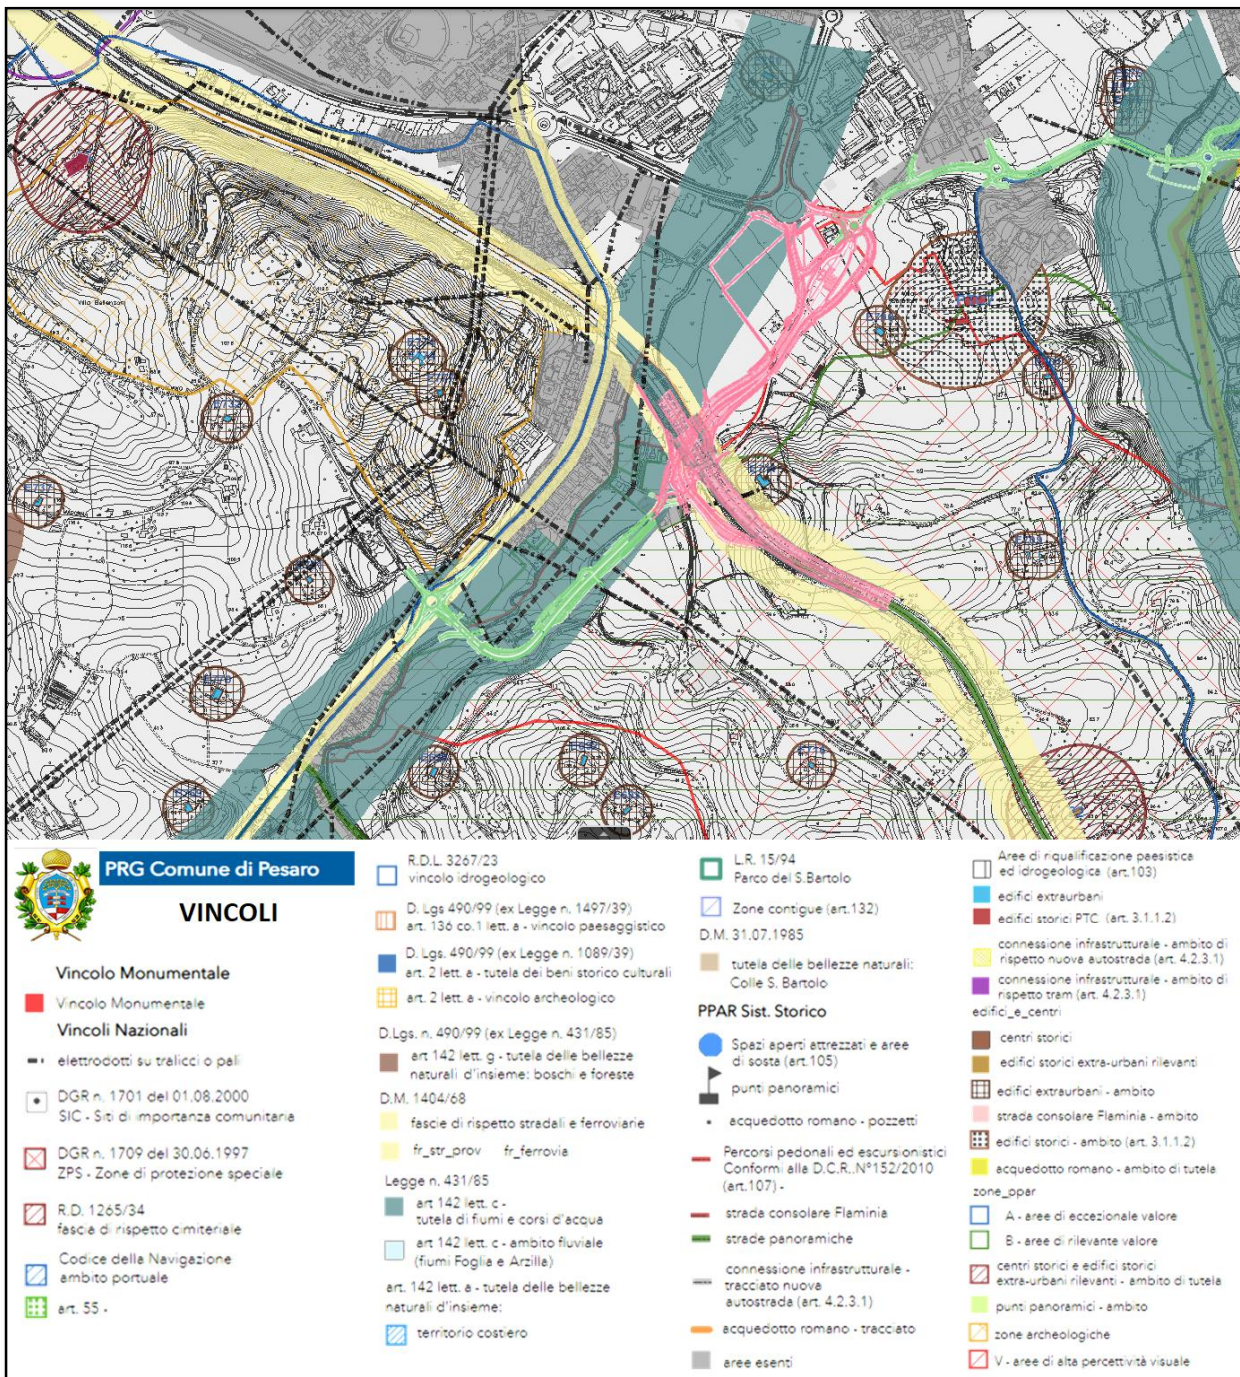 Villa Ballerini
PRG Comune di Pesaro
VINCOLI
Vincolo Monumentale
Vincolo Monumentale
Vincoli Nazionali
elettrodotti su tralicci o pali
DGR n. 1701 del 01.08.2000
SIC - Siti di importanza comunitaria
DGR n. 1709 del 30.06.1997
ZPS - Zone di protezione speciale
R.D. 1265/34
fascia di rispetto cimiteriale
Codice della Navigazione
ambito portuale
art. 55 -
R.D.L. 3267/23
vincolo idrogeologico
D. Lgs 490/99 (ex Legge n. 1497/39)
art. 136 co.1 lett. a - vincolo paesaggistico
D. Lgs. 490/99 (ex Legge n. 1089/39)
art. 2 lett. a - tutela dei beni storico culturali
art. 2 lett. a - vincolo archeologico
D.Lgs. n. 490/99 (ex Legge n. 431/85)
art 142 lett. g - tutela delle bellezze
naturali d'insieme: boschi e foreste
D.M. 1404/68
fascie di rispetto stradali e ferroviarie
fr_str_prov fr_ferrovia
Legge n. 431/85
art 142 lett. c -
tutela di fiumi e corsi d'acqua
art 142 lett. c - ambito fluviale
(fiumi Foglia e Arzilla)
art. 142 lett. a - tutela delle bellezze
naturali d'insieme:
territorio costiero
L.R. 15/94
Parco del S.Bartolo
Zone contigue (art.132)
D.M. 31.07.1985
tutela delle bellezze naturali:
Colle S. Bartolo
PPAR Sist. Storico
Spazi aperti attrezzati e aree
di sosta (art.105)
punti panoramici
acquedotto romano - pozzetti
Percorsi pedonali ed escursionistici
Conformi alla D.C.R. N°152/2010
(art.107) -
strada consolare Flaminia
strade panoramiche
connessione infrastrutturale -
tracciato nuova
autostrada (art. 4.2.3.1)
acquedotto romano - tracciato
aree esenti
Aree di riqualificazione paesistica
ed idrogeologica (art.103)
edifici extraurbani
edifici storici PTC (art. 3.1.1.2)
connessione infrastrutturale - ambito di
rispetto nuova autostrada (art. 4.2.3.1)
connessione infrastrutturale - ambito di
rispetto tram (art. 4.2.3.1)
edifici_e_centri
centri storici
edifici storici extra-urbani rilevanti
edifici extraurbani - ambito
strada consolare Flaminia - ambito
edifici storici - ambito (art. 3.1.1.2)
acquedotto romano - ambito di tutela
zone_ppar
A - aree di eccezionale valore
B - aree di rilevante valore
centri storici e edifici storici
extra-urbani rilevanti - ambito di tutela
punti panoramici - ambito
zone archeologiche
V - aree di alta percettività visuale